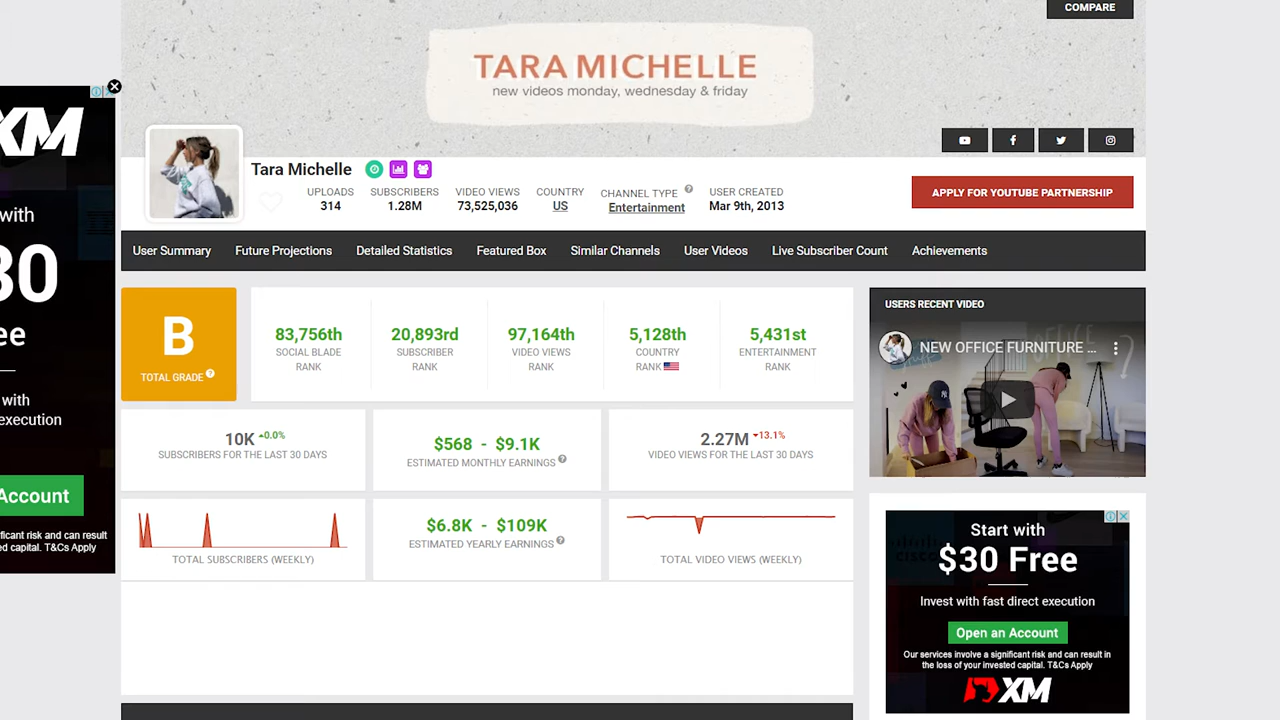 COMPARE
TARA MICHELLE
new videos monday, wednesday & friday
XM
Tara Michelle
UPLOADS
314
SUBSCRIBERS
1.28M
VIDEO VIEWS
73,525,036
COUNTRY
US
CHANNEL TYPE
Entertainment
USER CREATED
Mar 9th, 2013
APPLY FOR YOUTUBE PARTNERSHIP
with
30
ee
with
execution
Account
ficant risk and can result
ed capital. T&Cs Apply
User Summary
Future Projections
Detailed Statistics
Featured Box
Similar Channels
User Videos
Live Subscriber Count
Achievements
B
TOTAL GRADE
83,756th
SOCIAL BLADE
RANK
20,893rd
SUBSCRIBER
RANK
97,164th
VIDEO VIEWS
RANK
5,128th
COUNTRY
RANK
5,431st
ENTERTAINMENT
RANK
10K 0.0%
SUBSCRIBERS FOR THE LAST 30 DAYS
$568 - $9.1K
ESTIMATED MONTHLY EARNINGS
2.27M 13.1%
VIDEO VIEWS FOR THE LAST 30 DAYS
TOTAL SUBSCRIBERS (WEEKLY)
$6.8K - $109K
ESTIMATED YEARLY EARNINGS
TOTAL VIDEO VIEWS (WEEKLY)
USERS RECENT VIDEO
NEW OFFICE FURNITURE ...
Start with
$30 Free
Invest with fast direct execution
Open an Account
Our services involve a significant risk and can result in
the loss of your invested capital. T&Cs Apply
XM